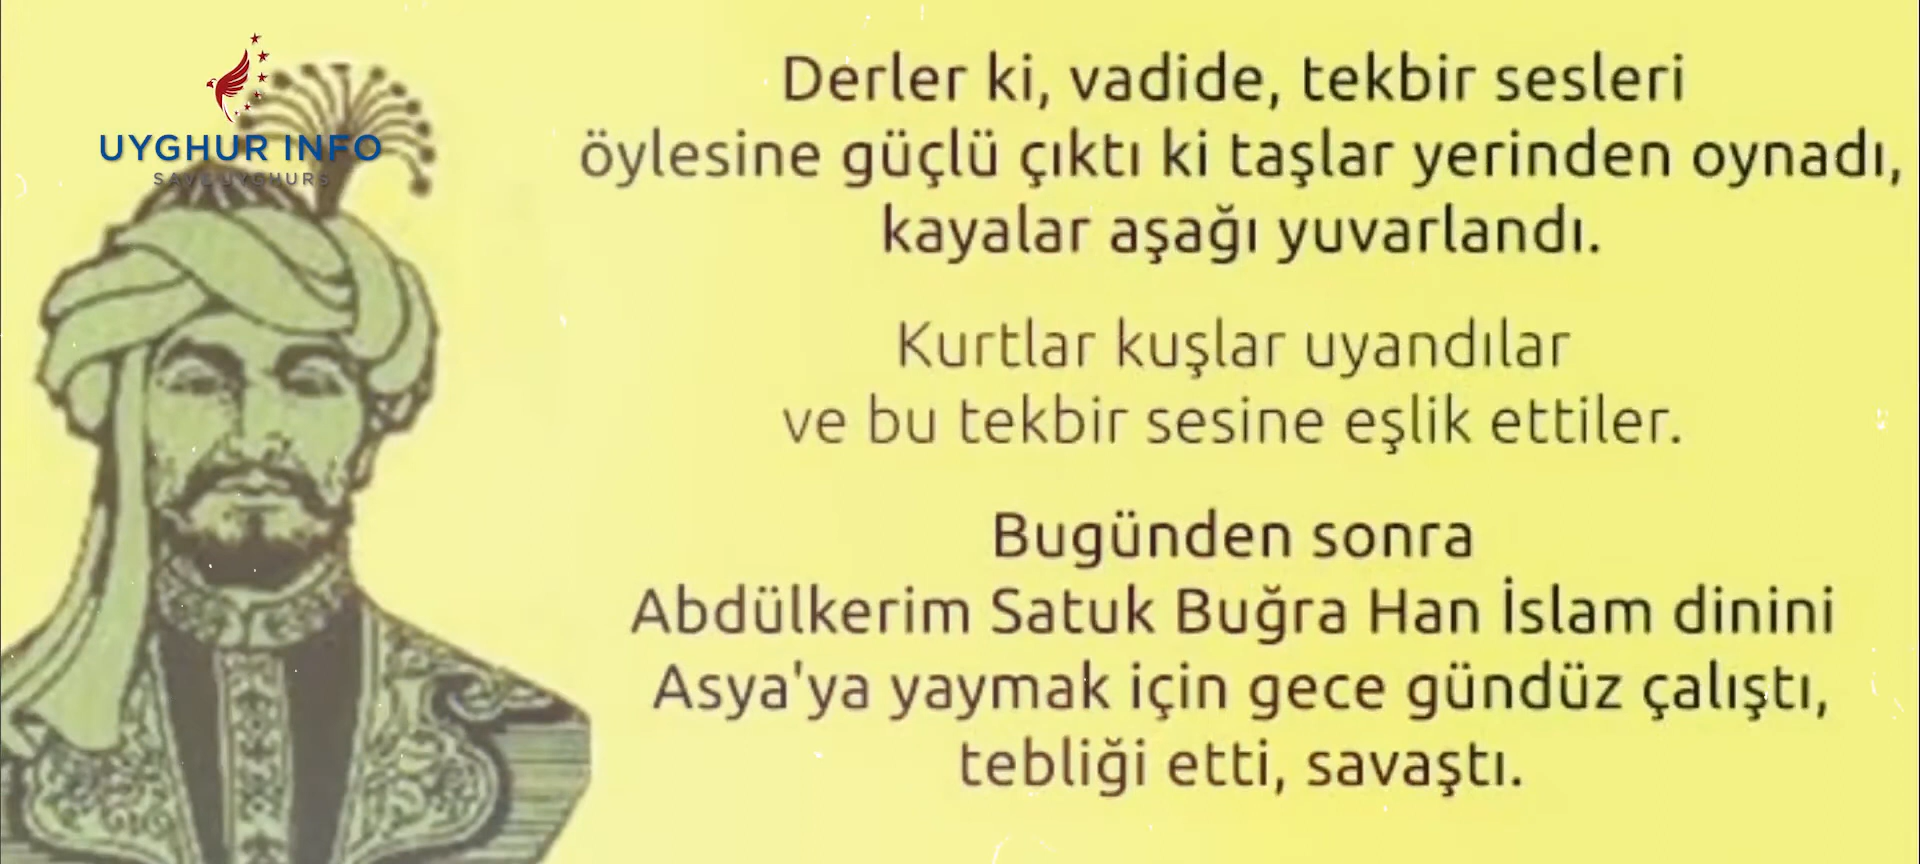 UYGHUR INFO
SAVE UYGHURS
Derler ki, vadide, tekbir sesleri
öylesine güçlü çıktı ki taşlar yerinden oynadı,
kayalar aşağı yuvarlandı.
Kurtlar kuşlar uyandılar
ve bu tekbir sesine eşlik ettiler.
Bugünden sonra
Abdülkerim Satuk Buğra Han İslam dinini
Asya'ya yaymak için gece gündüz çalıştı,
tebliği etti, savaştı.